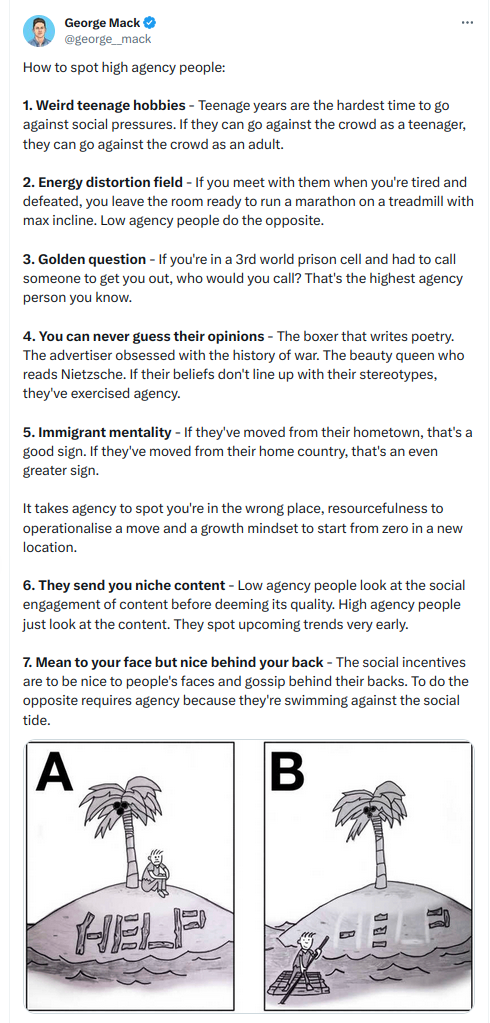 George Mack
@george__mack
How to spot high agency people:
1. Weird teenage hobbies - Teenage years are the hardest time to go
against social pressures. If they can go against the crowd as a teenager,
they can go against the crowd as an adult.
2. Energy distortion field - If you meet with them when you're tired and
defeated, you leave the room ready to run a marathon on a treadmill with
max incline. Low agency people do the opposite.
3. Golden question - If you're in a 3rd world prison cell and had to call
someone to get you out, who would you call? That's the highest agency
person you know.
4. You can never guess their opinions - The boxer that writes poetry.
The advertiser obsessed with the history of war. The beauty queen who
reads Nietzsche. If their beliefs don't line up with their stereotypes,
they've exercised agency.
5. Immigrant mentality - If they've moved from their hometown, that's a
good sign. If they've moved from their home country, that's an even
greater sign.
It takes agency to spot you're in the wrong place, resourcefulness to
operationalise a move and a growth mindset to start from zero in a new
location.
6. They send you niche content - Low agency people look at the social
engagement of content before deeming its quality. High agency people
just look at the content. They spot upcoming trends very early.
7. Mean to your face but nice behind your back - The social incentives
are to be nice to people's faces and gossip behind their backs. To do the
opposite requires agency because they're swimming against the social
tide.
A
HELP
B
HELP